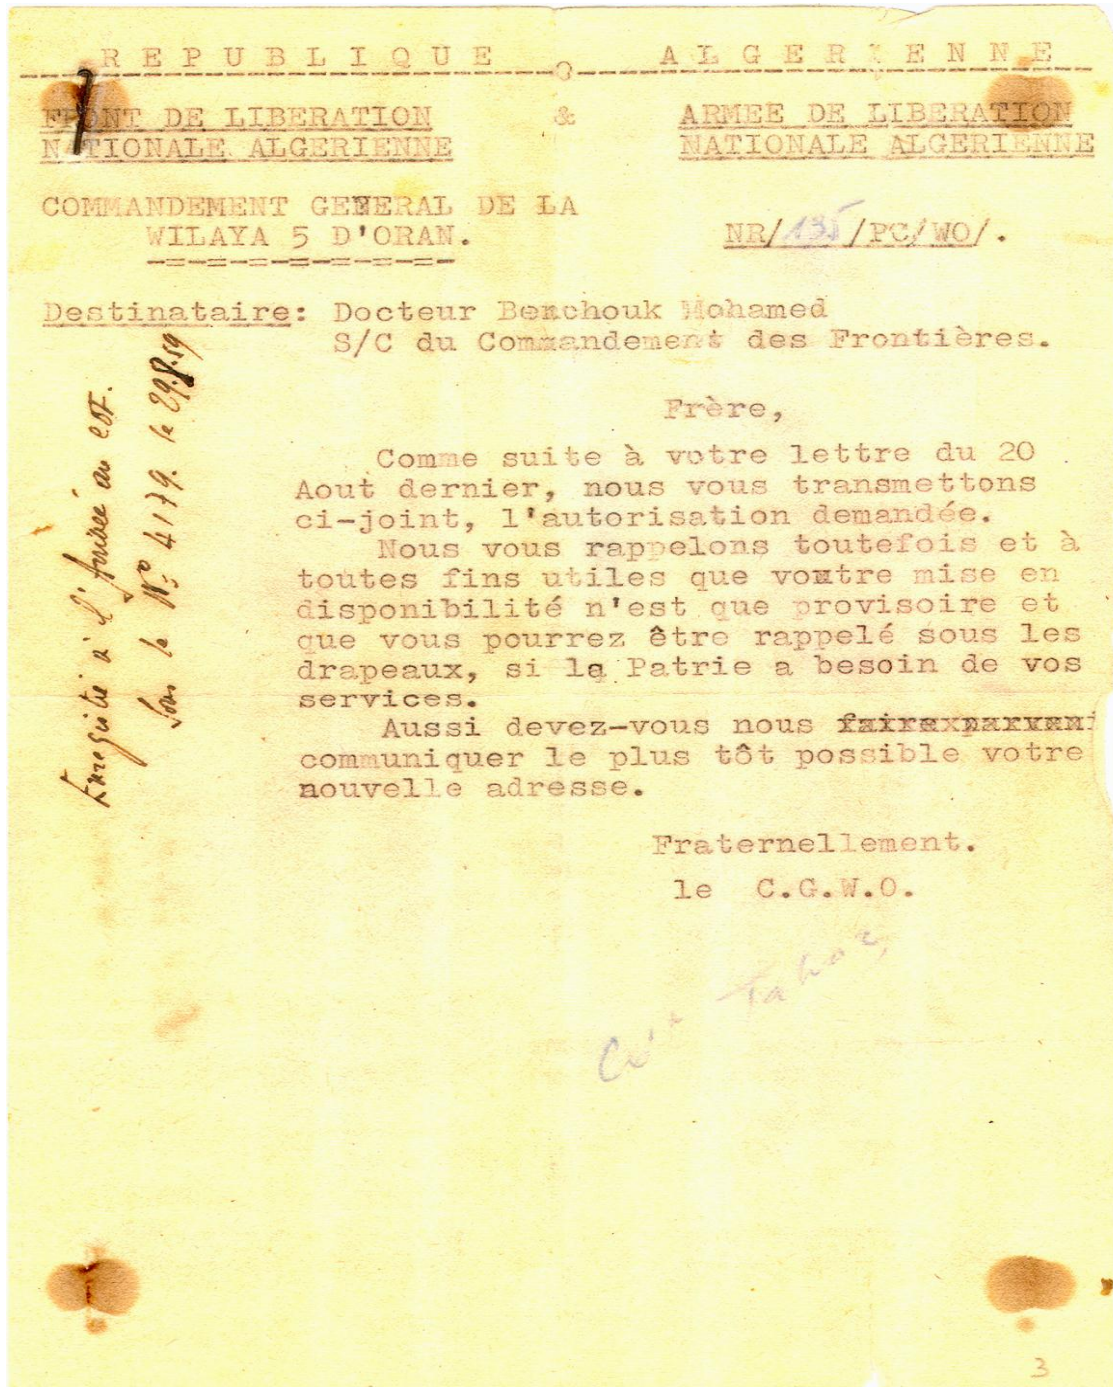 REPUBLIQUE ALGERIENNE
FRONT DE LIBERATION & ARMEE DE LIBERATION
NATIONALE ALGERIENNE NATIONALE ALGERIENNE
COMMANDEMENT GENERAL DE LA
WILAYA 5 D'ORAN.
NR/135/PC/WO/.
Destinataire: Docteur Benchouk Mohamed
S/C du Commandement des Frontières.
Frère,
Comme suite à votre lettre du 20
Aout dernier, nous vous transmettons
ci-joint, l'autorisation demandée.
Nous vous rappelons toutefois et à
toutes fins utiles que voxtre mise en
disponibilité n'est que provisoire et
que vous pourrez être rappelé sous les
drapeaux, si la Patrie a besoin de vos
services.
Aussi devez-vous nous
communiquer le plus tôt possible votre
nouvelle adresse.
Fraternellement.
le C.G.W.O.
Tahar
Enregistré à l'Arrivée au COF.
sous le No 4179. le 29.8.59
3